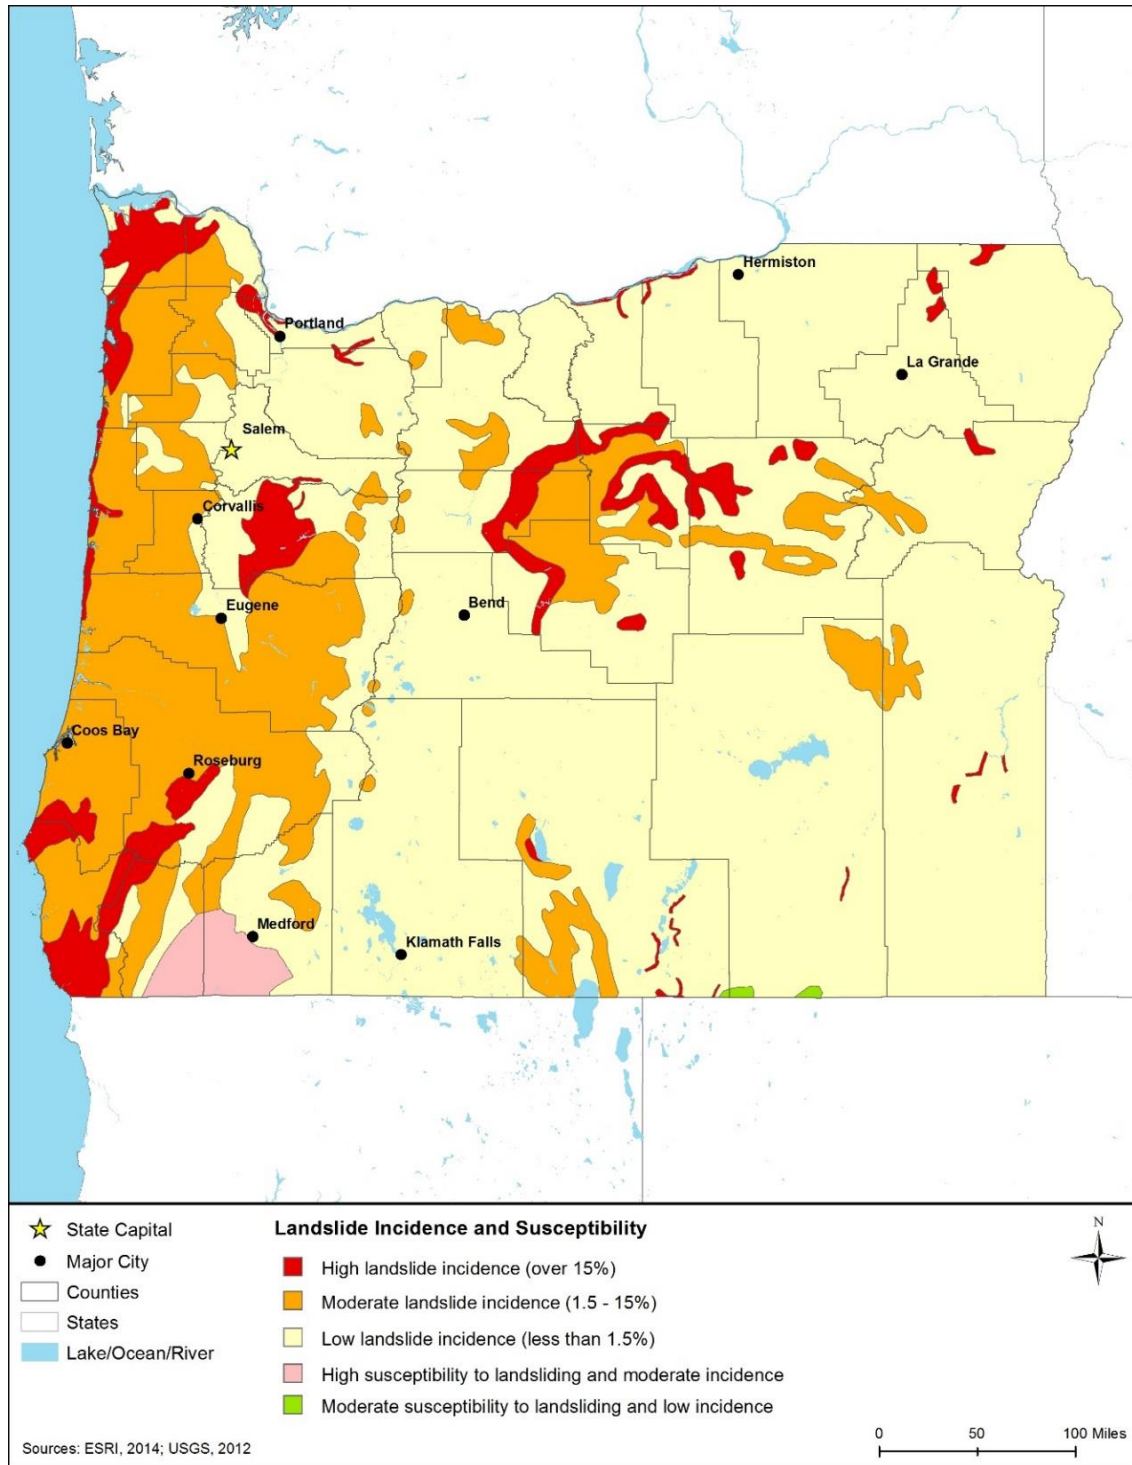 Hermiston
Portland
La Grande
Salem
Corvallis
Eugene
Bend
Coos Bay
Roseburg
Medford
Klamath Falls
State Capital
Major City
Counties
States
Lake/Ocean/River
Landslide Incidence and Susceptibility
High landslide incidence (over 15%)
Moderate landslide incidence (1.5 - 15%)
Low landslide incidence (less than 1.5%)
High susceptibility to landsliding and moderate incidence
Moderate susceptibility to landsliding and low incidence
N
Sources: ESRI, 2014; USGS, 2012
0 50 100 Miles